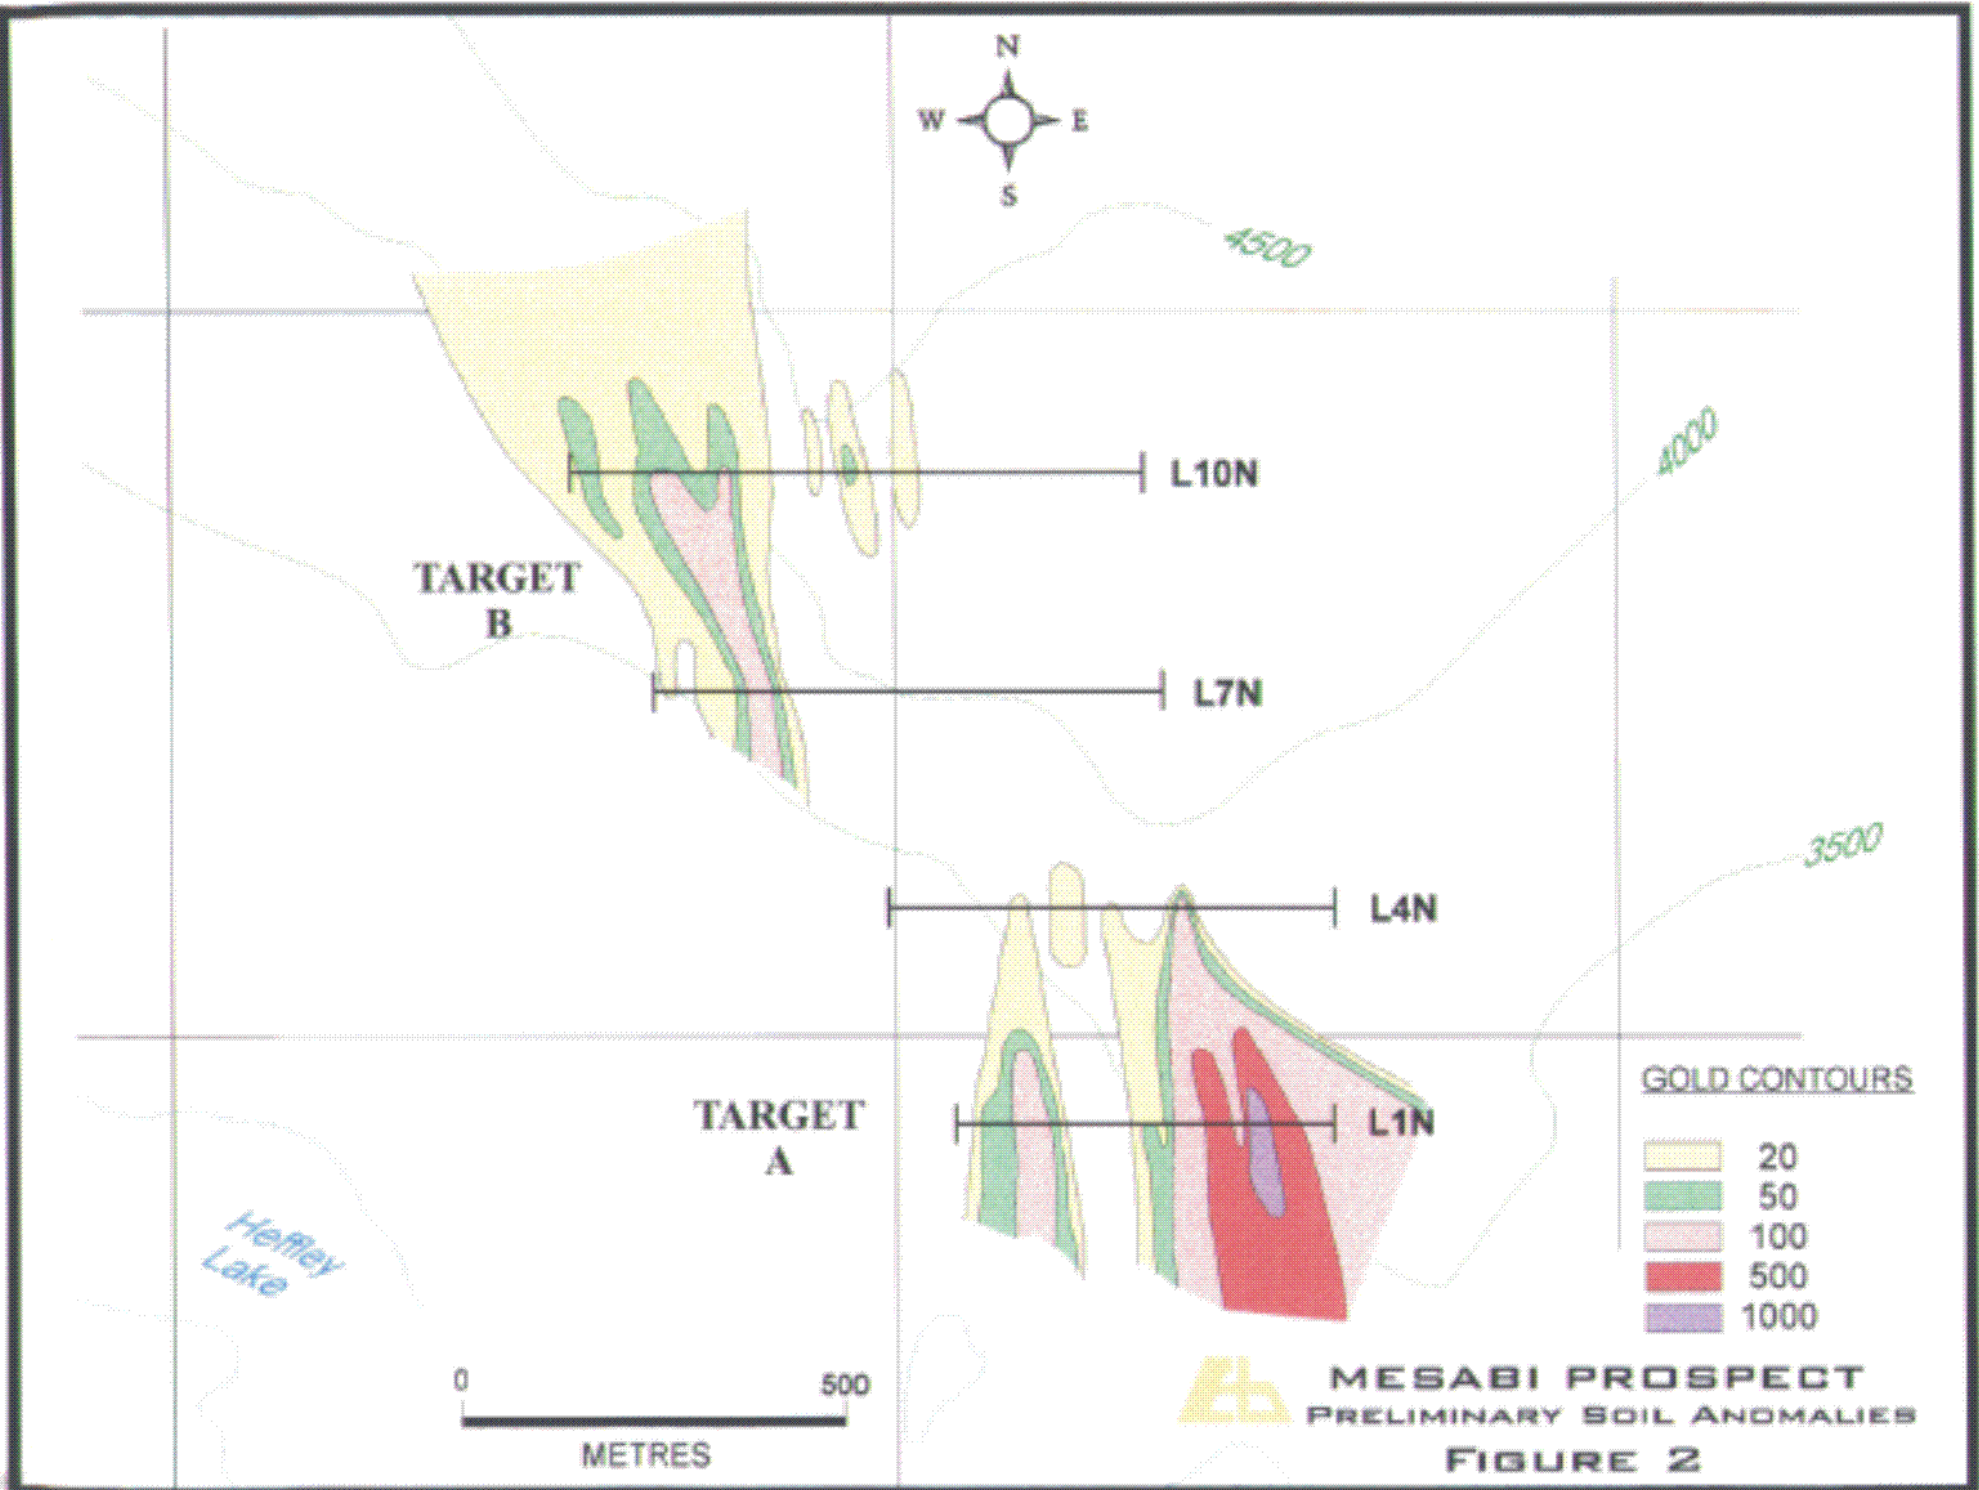 N
W E
S
4500
4000
L10N
TARGET
B
L7N
3500
L4N
GOLD CONTOURS
TARGET
A
L1N
20
50
100
500
1000
Heffley
Lake
0 500
METRES
MESABI PROSPECT
PRELIMINARY SOIL ANOMALIES
FIGURE 2